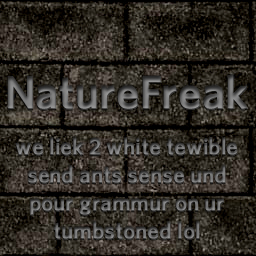 NatureFreak
we liek 2 white tewible
send ants sense und
pour grammur on ur
tumbstoned lol